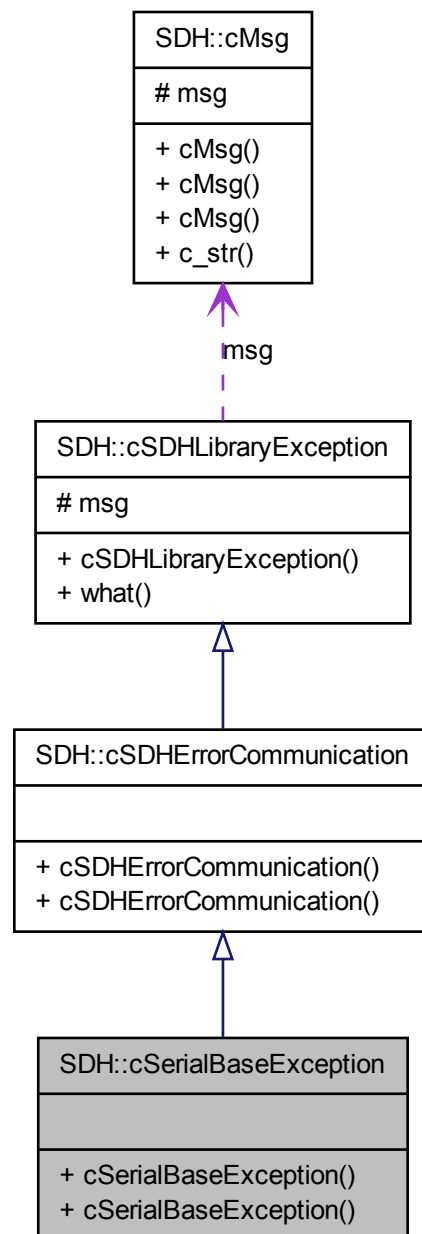 SDH::cMsg
# msg
+ cMsg()
+ cMsg()
+ cMsg()
+ c_str()
msg
SDH::cSDHLibraryException
# msg
+ cSDHLibraryException()
+ what()
SDH::cSDHErrorCommunication
+ cSDHErrorCommunication()
+ cSDHErrorCommunication()
SDH::cSerialBaseException
+ cSerialBaseException()
+ cSerialBaseException()